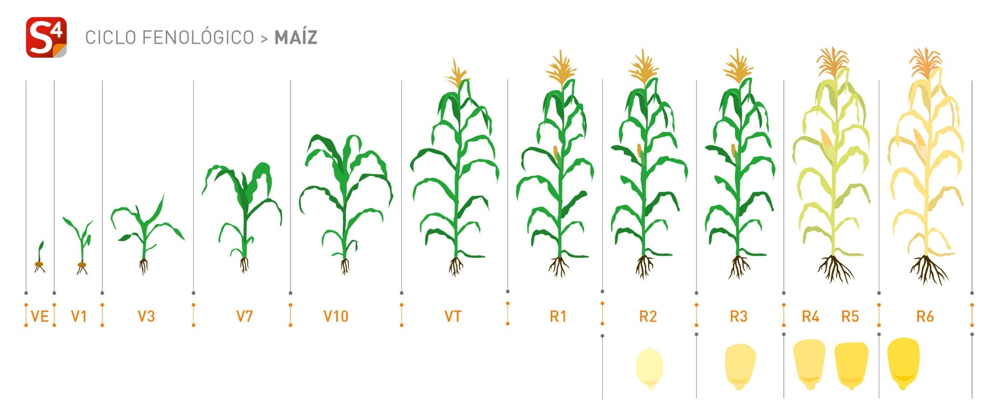 S4
CICLO FENOLÓGICO > MAÍZ
VE V1 V3 V7 V10 VT R1 R2 R3 R4 R5 R6